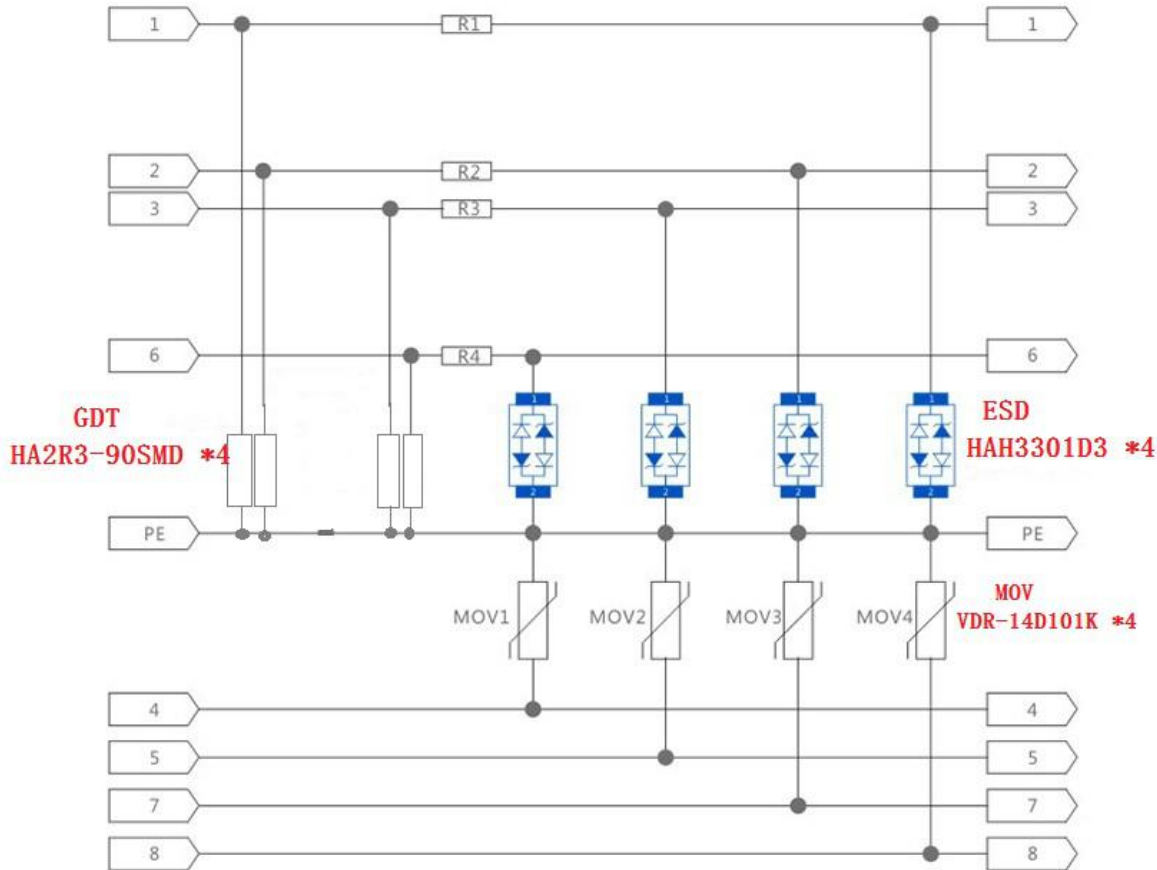 1 R1 1
2 R2 2
3 R3 3
6 R4 6
1 1 1 1
GDT
HA2R3-90SMD *4
ESD
HAH3301D3 *4
2 2 2 2
PE PE
MOV1 MOV2 MOV3 MOV4
MOV
VDR-14D101K *4
4 4
5 5
7 7
8 8